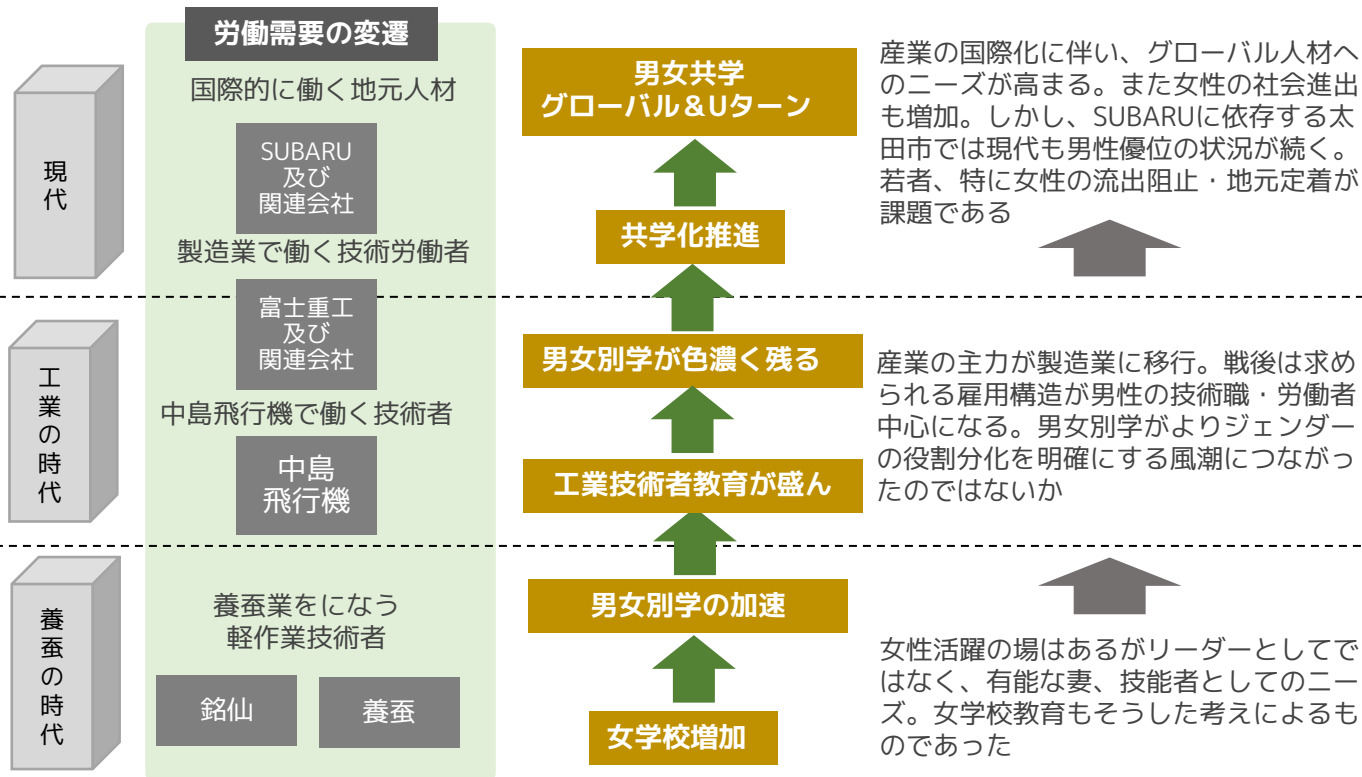 労働需要の変遷
現代
国際的に働く地元人材
SUBARU
及び
関連会社
製造業で働く技術労働者
男女共学
グローバル＆Uターン
共学化推進
産業の国際化に伴い、グローバル人材へ
のニーズが高まる。また女性の社会進出
も増加。しかし、SUBARUに依存する太
田市では現代も男性優位の状況が続く。
若者、特に女性の流出阻止・地元定着が
課題である
工業の時代
富士重工
及び
関連会社
中島飛行機で働く技術者
中島
飛行機
男女別学が色濃く残る
工業技術者教育が盛ん
産業の主力が製造業に移行。戦後は求め
られる雇用構造が男性の技術職・労働者
中心になる。男女別学がよりジェンダー
の役割分化を明確にする風潮につながっ
たのではないか
養蚕の時代
養蚕業をになう
軽作業技術者
銘仙
養蚕
男女別学の加速
女学校増加
女性活躍の場はあるがリーダーとしてで
はなく、有能な妻、技能者としてのニー
ズ。女学校教育もそうした考えによるも
のであった